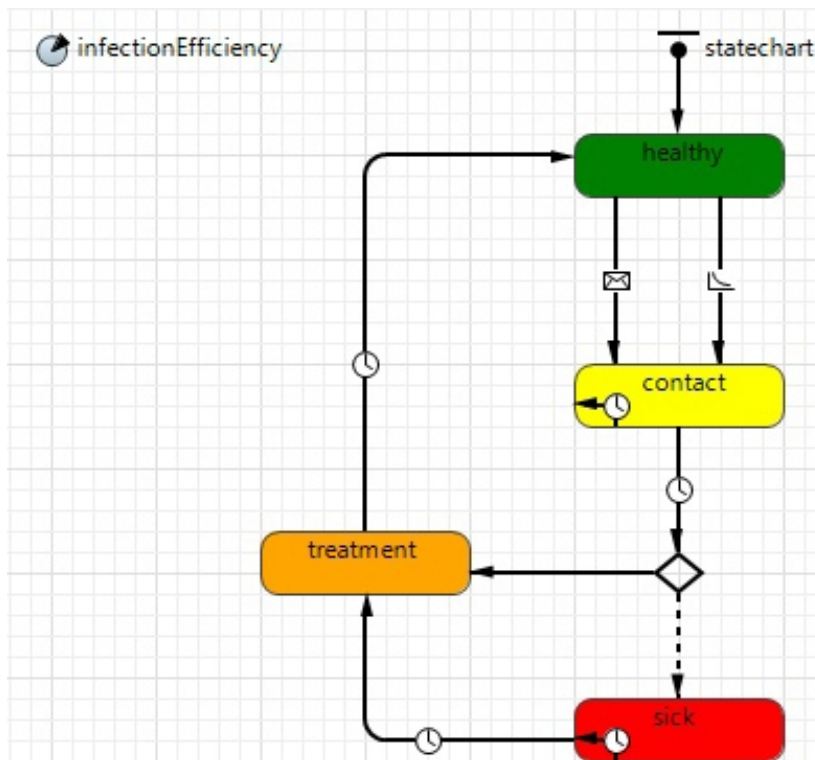 infectionEfficiency
statechart
healthy
contact
treatment
sick